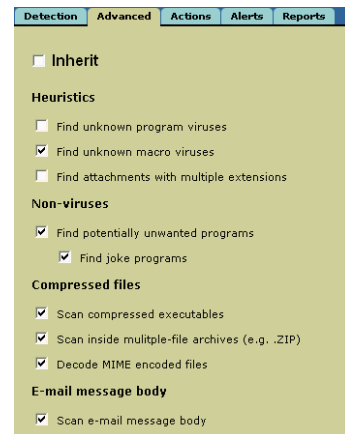 Detection Advanced Actions Alerts Reports
Inherit
Heuristics
Find unknown program viruses
Find unknown macro viruses
Find attachments with multiple extensions
Non-viruses
Find potentially unwanted programs
Find joke programs
Compressed files
Scan compressed executables
Scan inside mulitple-file archives (e.g. .ZIP)
Decode MIME encoded files
E-mail message body
Scan e-mail message body